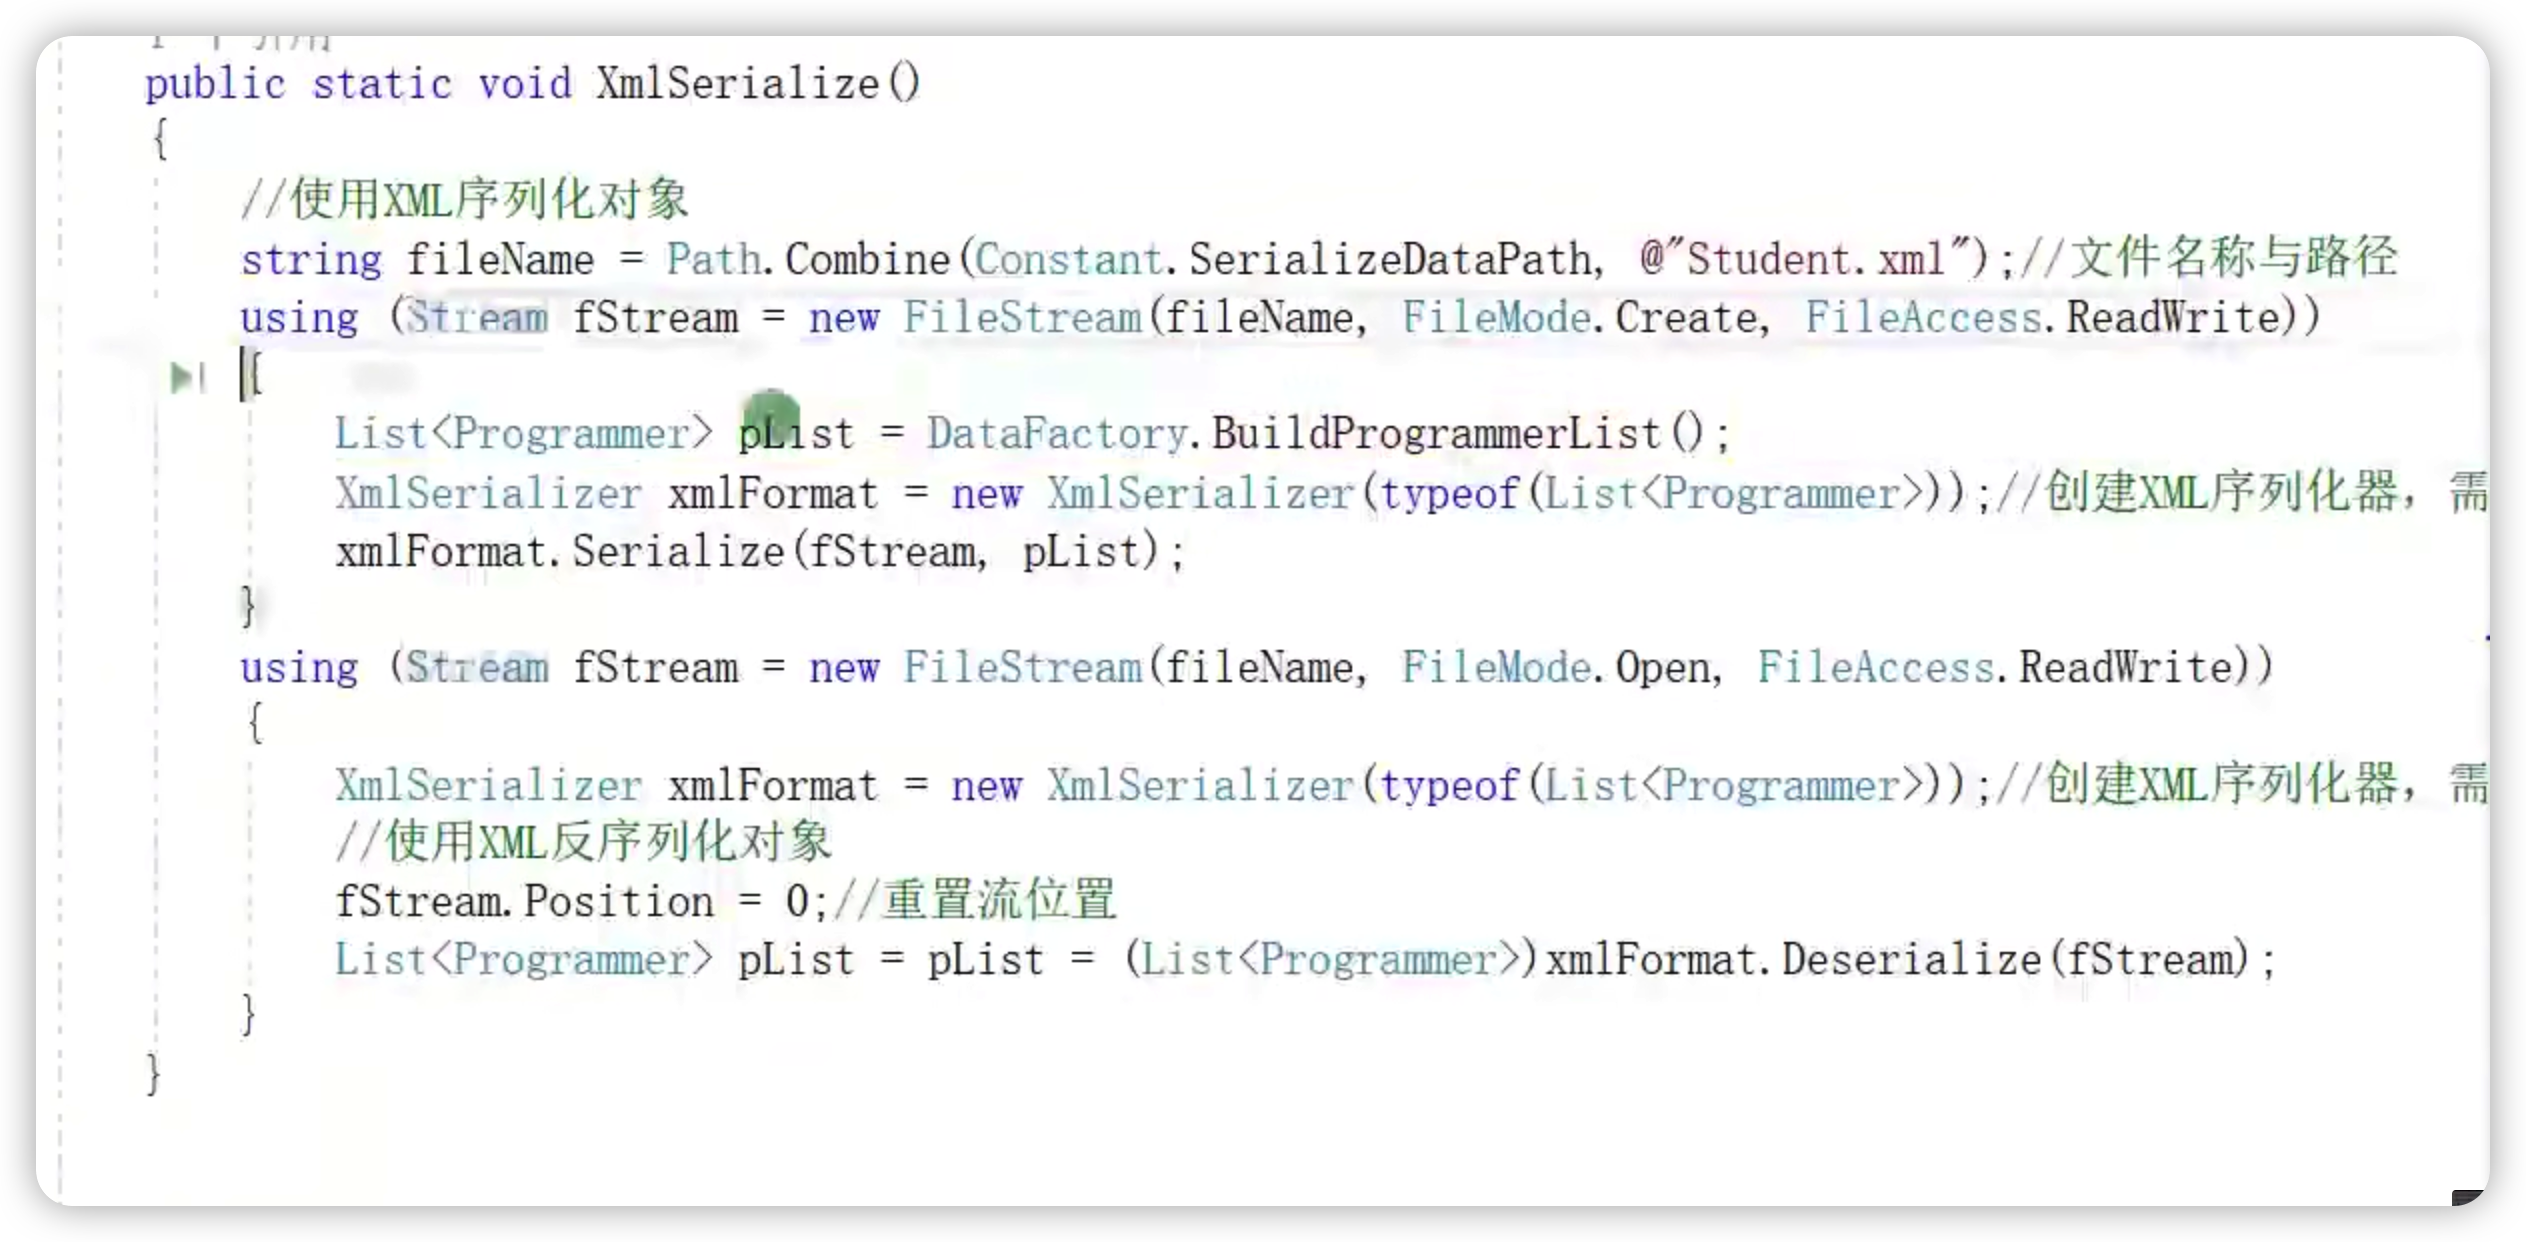 public static void XmlSerialize()
{
//使用XML序列化对象
string fileName = Path.Combine(Constant.SerializeDataPath, @"Student.xml");//文件名称与路径
using (Stream fStream = new FileStream(fileName, FileMode.Create, FileAccess.ReadWrite))
{
List<Programmer> pList = DataFactory.BuildProgrammerList();
XmlSerializer xmlFormat = new XmlSerializer(typeof(List<Programmer>));//创建XML序列化器，需
xmlFormat.Serialize(fStream, pList);
}
using (Stream fStream = new FileStream(fileName, FileMode.Open, FileAccess.ReadWrite))
{
XmlSerializer xmlFormat = new XmlSerializer(typeof(List<Programmer>));//创建XML序列化器，需
//使用XML反序列化对象
fStream.Position = 0;//重置流位置
List<Programmer> pList = pList = (List<Programmer>)xmlFormat.Deserialize(fStream);
}
}